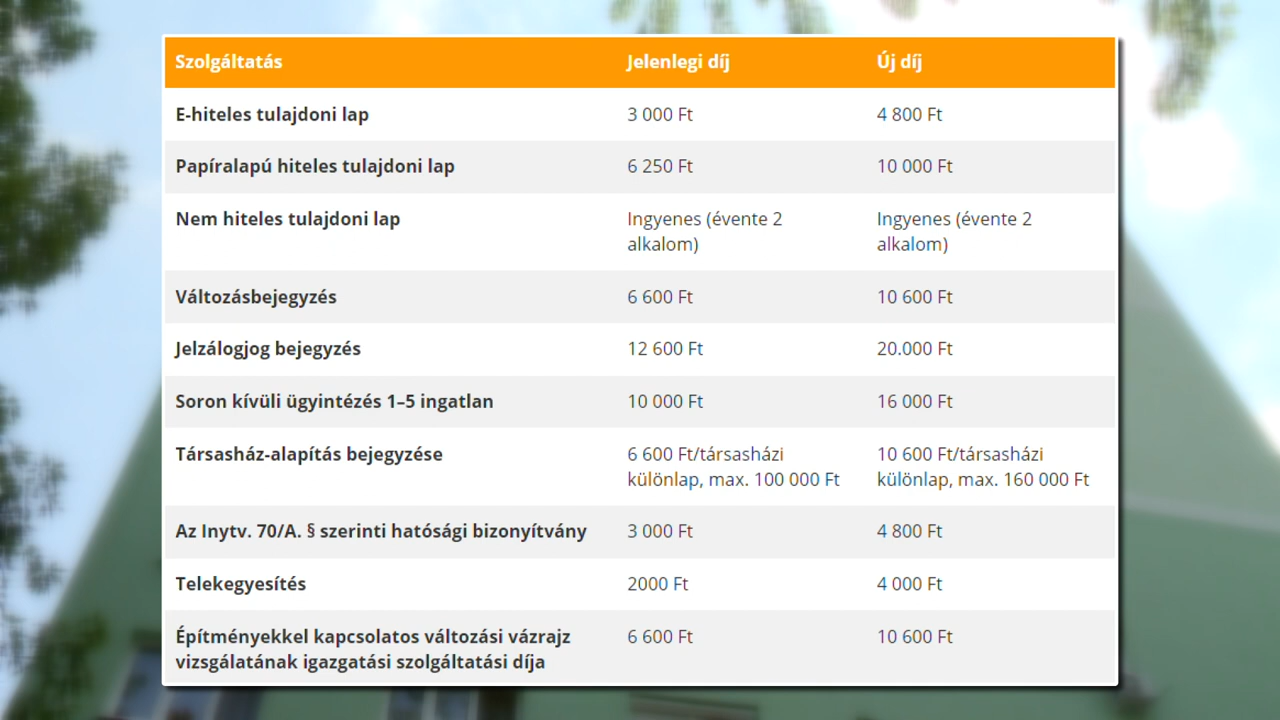 Szolgáltatás Jelenlegi díj Új díj
E-hiteles tulajdoni lap 3 000 Ft 4 800 Ft
Papíralapú hiteles tulajdoni lap 6 250 Ft 10 000 Ft
Nem hiteles tulajdoni lap Ingyenes (évente 2 Ingyenes (évente 2
alkalom) alkalom)
Változásbejegyzés 6 600 Ft 10 600 Ft
Jelzálogjog bejegyzés 12 600 Ft 20.000 Ft
Soron kívüli ügyintézés 1–5 ingatlan 10 000 Ft 16 000 Ft
Társasház-alapítás bejegyzése 6 600 Ft/társasházi 10 600 Ft/társasházi
különlap, max. 100 000 Ft különlap, max. 160 000 Ft
Az Inytv. 70/A. § szerinti hatósági bizonyítvány 3 000 Ft 4 800 Ft
Telekegyesítés 2000 Ft 4 000 Ft
Építményekkel kapcsolatos változási vázrajz 6 600 Ft 10 600 Ft
vizsgálatának igazgatási szolgáltatási díja